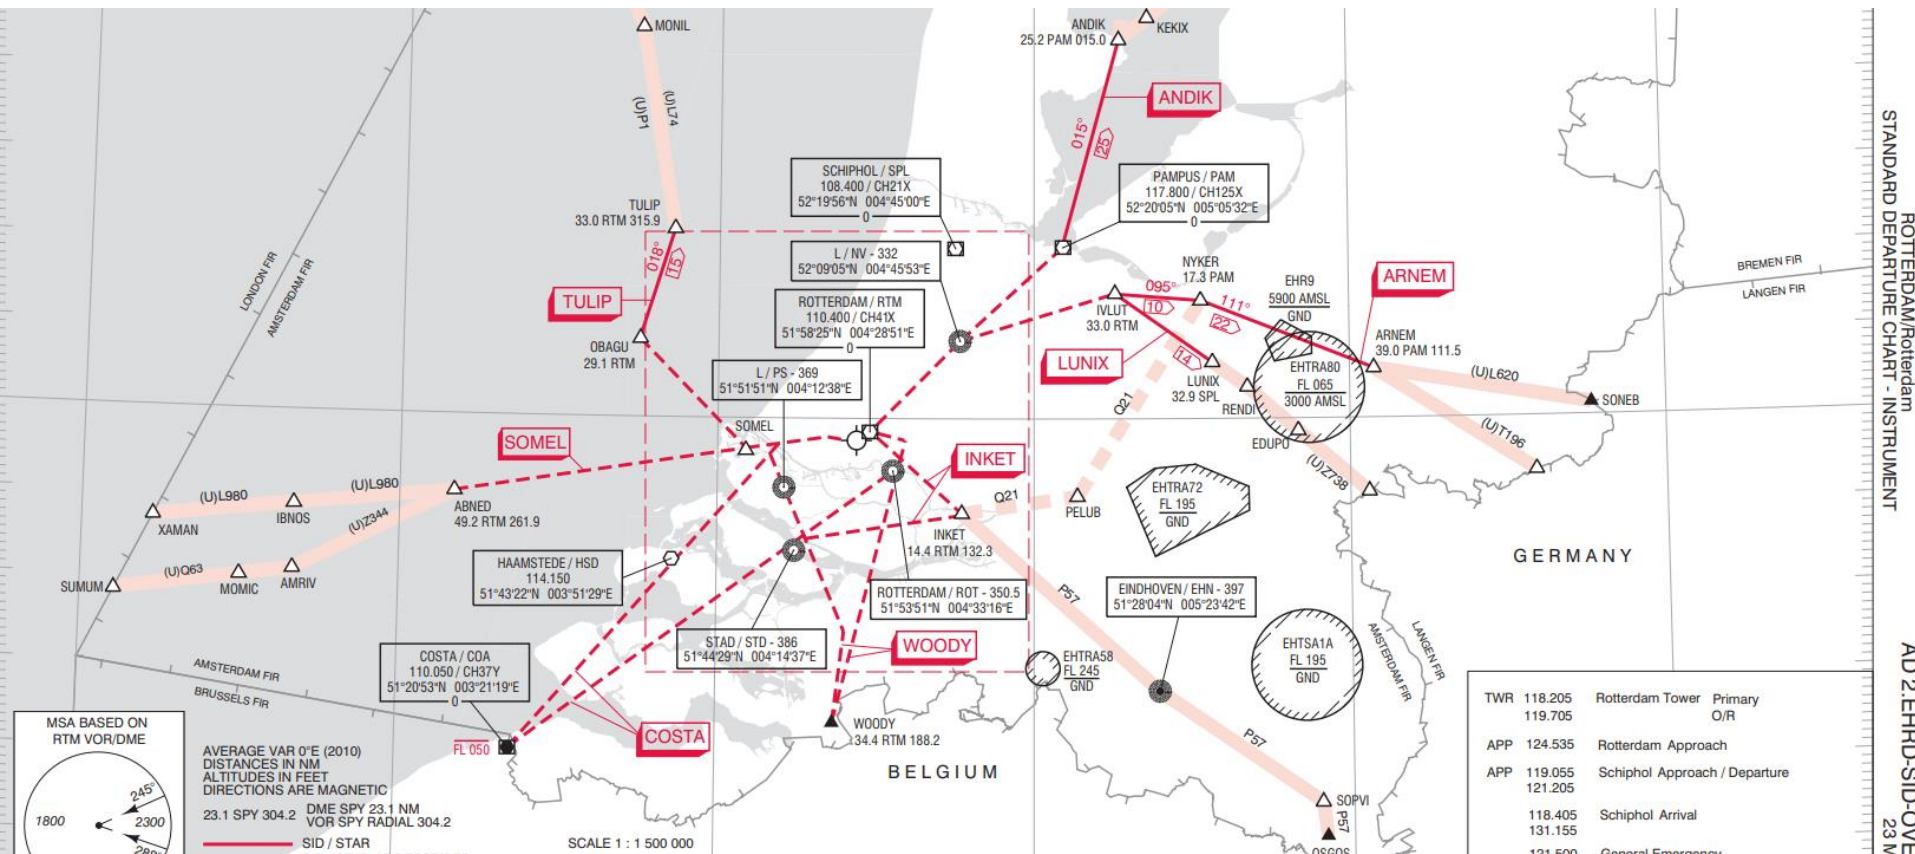 MONIL
ANDIK
25.2 PAM 015.0
KEKIX
(U)P1
(U)L74
ANDIK
015°
25
SCHIPHOL / SPL
108.400 / CH21X
52°19'56"N 004°45'00"E
0
PAMPUS / PAM
117.800 / CH125X
52°20'05"N 005°05'32"E
0
TULIP
33.0 RTM 315.9
018°
15
TULIP
OBAGU
29.1 RTM
L / NV - 332
52°09'05"N 004°45'53"E
ROTTERDAM / RTM
110.400 / CH41X
51°58'25"N 004°28'51"E
0
L / PS - 369
51°51'51"N 004°12'38"E
LONDON FIR
AMSTERDAM FIR
NYKER
17.3 PAM
095°
10
111°
22
IVLUT
33.0 RTM
EHR9
5900 AMSL
GND
ARNEM
ARNEM
39.0 PAM 111.5
BREMEN FIR
LANGEN FIR
LUNIX
14
LUNIX
32.9 SPL
RENDI
EHTRA80
FL 065
3000 AMSL
EDUPO
(U)L620
SONEB
(U)T196
(U)Z738
Q21
SOMEL
SOMEL
INKET
Q21
PELUB
INKET
14.4 RTM 132.3
EHTRA72
FL 195
GND
(U)L980
(U)L980
XAMAN
IBNOS
ABNED
49.2 RTM 261.9
(U)Z344
(U)Q63
SUMUM
MOMIC
AMRIV
HAAMSTEDE / HSD
114.150
51°43'22"N 003°51'29"E
ROTTERDAM / ROT - 350.5
51°53'51"N 004°33'16"E
STAD / STD - 386
51°44'29"N 004°14'37"E
WOODY
EINDHOVEN / EHN - 397
51°28'04"N 005°23'42"E
P57
GERMANY
EHTRA58
FL 245
GND
EHTSA1A
FL 195
GND
AMSTERDAM FIR
LANGEN FIR
COSTA / COA
110.050 / CH37Y
51°20'53"N 003°21'19"E
0
FL 050
COSTA
AMSTERDAM FIR
BRUSSELS FIR
WOODY
34.4 RTM 188.2
BELGIUM
P57
SOPVI
P57
OSGOS
MSA BASED ON
RTM VOR/DME
245°
1800
2300
AVERAGE VAR 0°E (2010)
DISTANCES IN NM
ALTITUDES IN FEET
DIRECTIONS ARE MAGNETIC
23.1 SPY 304.2
DME SPY 23.1 NM
VOR SPY RADIAL 304.2
SID / STAR
SCALE 1 : 1 500 000
TWR 118.205 Rotterdam Tower Primary
119.705 O/R
APP 124.535 Rotterdam Approach
APP 119.055 Schiphol Approach / Departure
121.205
118.405 Schiphol Arrival
131.155
121.500 General Emergency
ROTTERDAM/Rotterdam
STANDARD DEPARTURE CHART - INSTRUMENT
AD 2.EHRD-SID-OVE
23 M